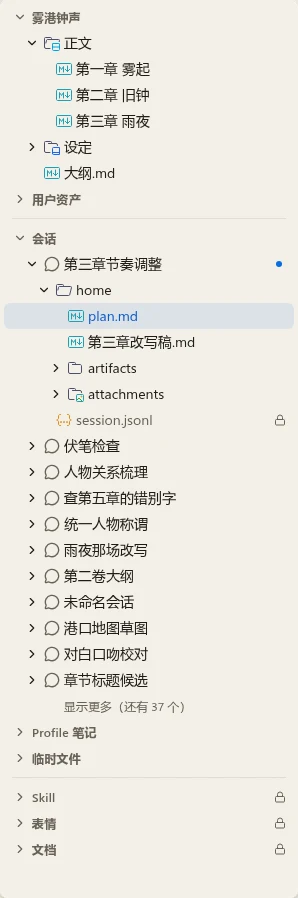 雾港钟声
正文
第一章 雾起
第二章 旧钟
第三章 雨夜
设定
大纲.md
用户资产
会话
第三章节奏调整
home
plan.md
第三章改写稿.md
artifacts
attachments
session.jsonl
伏笔检查
人物关系梳理
查第五章的错别字
统一人物称谓
雨夜那场改写
第二卷大纲
未命名会话
港口地图草图
对白口吻校对
章节标题候选
显示更多（还有 37 个）
Profile 笔记
临时文件
Skill
表情
文档